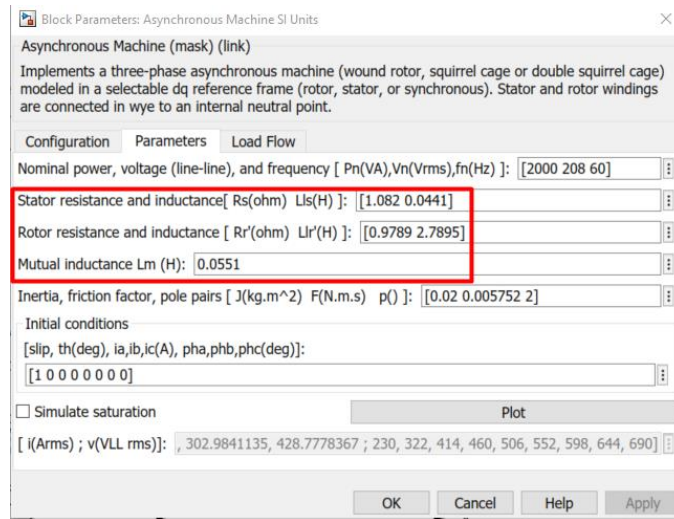 Block Parameters: Asynchronous Machine SI Units
Asynchronous Machine (mask) (link)
Implements a three-phase asynchronous machine (wound rotor, squirrel cage or double squirrel cage)
modeled in a selectable dq reference frame (rotor, stator, or synchronous). Stator and rotor windings
are connected in wye to an internal neutral point.
Configuration Parameters Load Flow
Nominal power, voltage (line-line), and frequency [ Pn(VA),Vn(Vrms),fn(Hz) ]: [2000 208 60]
Stator resistance and inductance[ Rs(ohm) Lls(H) ]: [1.082 0.0441]
Rotor resistance and inductance [ Rr'(ohm) Llr'(H) ]: [0.9789 2.7895]
Mutual inductance Lm (H): 0.0551
Inertia, friction factor, pole pairs [ J(kg.m^2) F(N.m.s) p() ]: [0.02 0.005752 2]
Initial conditions
[slip, th(deg), ia,ib,ic(A), pha,phb,phc(deg)]:
[1 0 0 0 0 0 0 0]
Simulate saturation Plot
[ i(Arms) ; v(VLL rms)]: , 302.9841135, 428.7778367 ; 230, 322, 414, 460, 506, 552, 598, 644, 690]
OK Cancel Help Apply